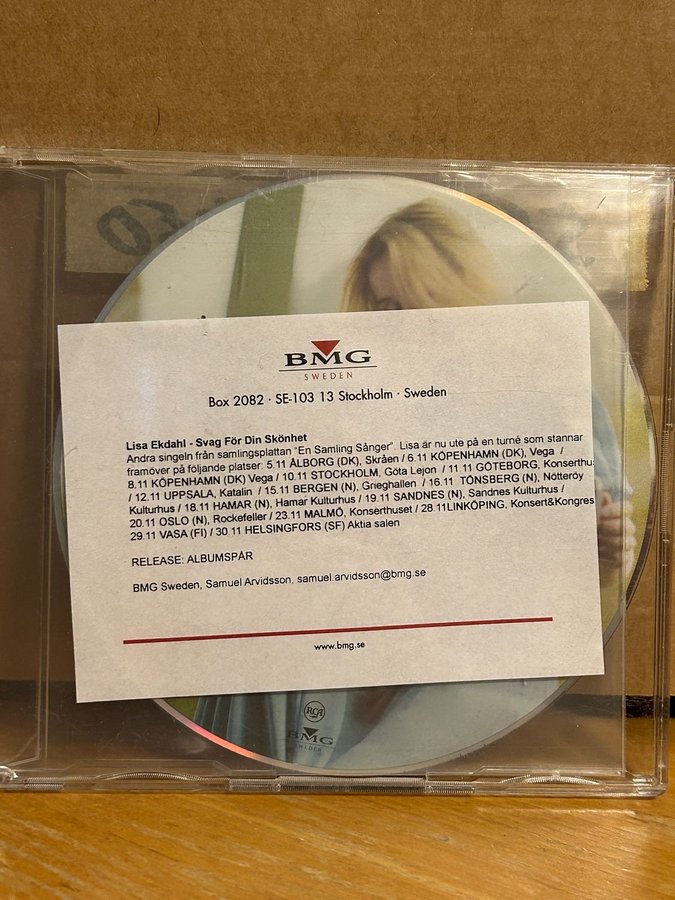 BMG
SWEDEN
Box 2082 · SE-103 13 Stockholm · Sweden
Lisa Ekdahl - Svag För Din Skönhet
Andra singeln från samlingsplattan "En Samling Sånger". Lisa är nu ute på en turné som stannar
framöver på följande platser: 5.11 ÅLBORG (DK), Skråen / 6.11 KÖPENHAMN (DK), Vega /
8.11 KÖPENHAMN (DK) Vega / 10.11 STOCKHOLM, Göta Lejon / 11.11 GÖTEBORG, Konserthu
/ 12.11 UPPSALA, Katalin / 15.11 BERGEN (N), Grieghallen / 16.11 TÖNSBERG (N), Nötteröy
Kulturhus / 18.11 HAMAR (N), Hamar Kulturhus / 19.11 SANDNES (N), Sandnes Kulturhus /
20.11 OSLO (N), Rockefeller / 23.11 MALMÖ, Konserthuset / 28.11LINKÖPING, Konsert&Kongres
29.11 VASA (FI) / 30.11 HELSINGFORS (SF) Aktia salen
RELEASE: ALBUMSPÅR
BMG Sweden, Samuel Arvidsson. samuel.arvidsson@bmg.se
www.bmg.se
RCA
BMG
SWEDEN